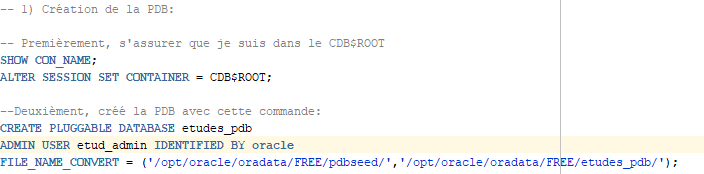 -- 1) Création de la PDB:
-- Premièrement, s'assurer que je suis dans le CDB$ROOT
SHOW CON_NAME;
ALTER SESSION SET CONTAINER = CDB$ROOT;
--Deuxièment, créé la PDB avec cette commande:
CREATE PLUGGABLE DATABASE etudes_pdb
ADMIN USER etud_admin IDENTIFIED BY oracle
FILE_NAME_CONVERT = ('/opt/oracle/oradata/FREE/pdbseed/','/opt/oracle/oradata/FREE/etudes_pdb/');